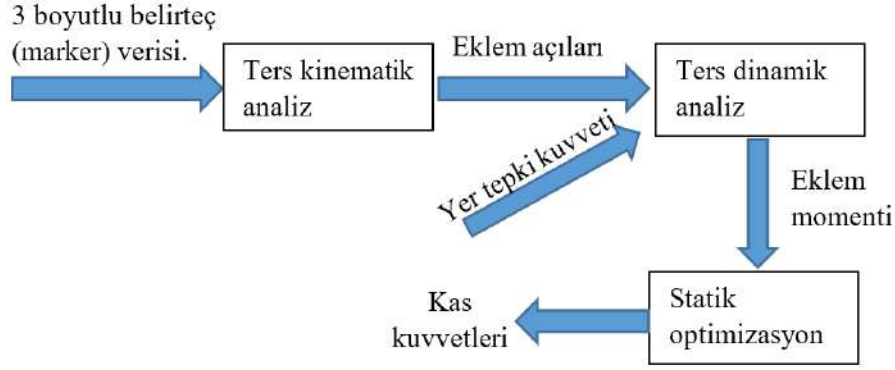 3 boyutlu belirteç
(marker) verisi.
Ters kinematik
analiz
Eklem açıları
Ters dinamik
analiz
Yer tepki kuvveti
Eklem
momenti
Statik
optimizasyon
Kas
kuvvetleri